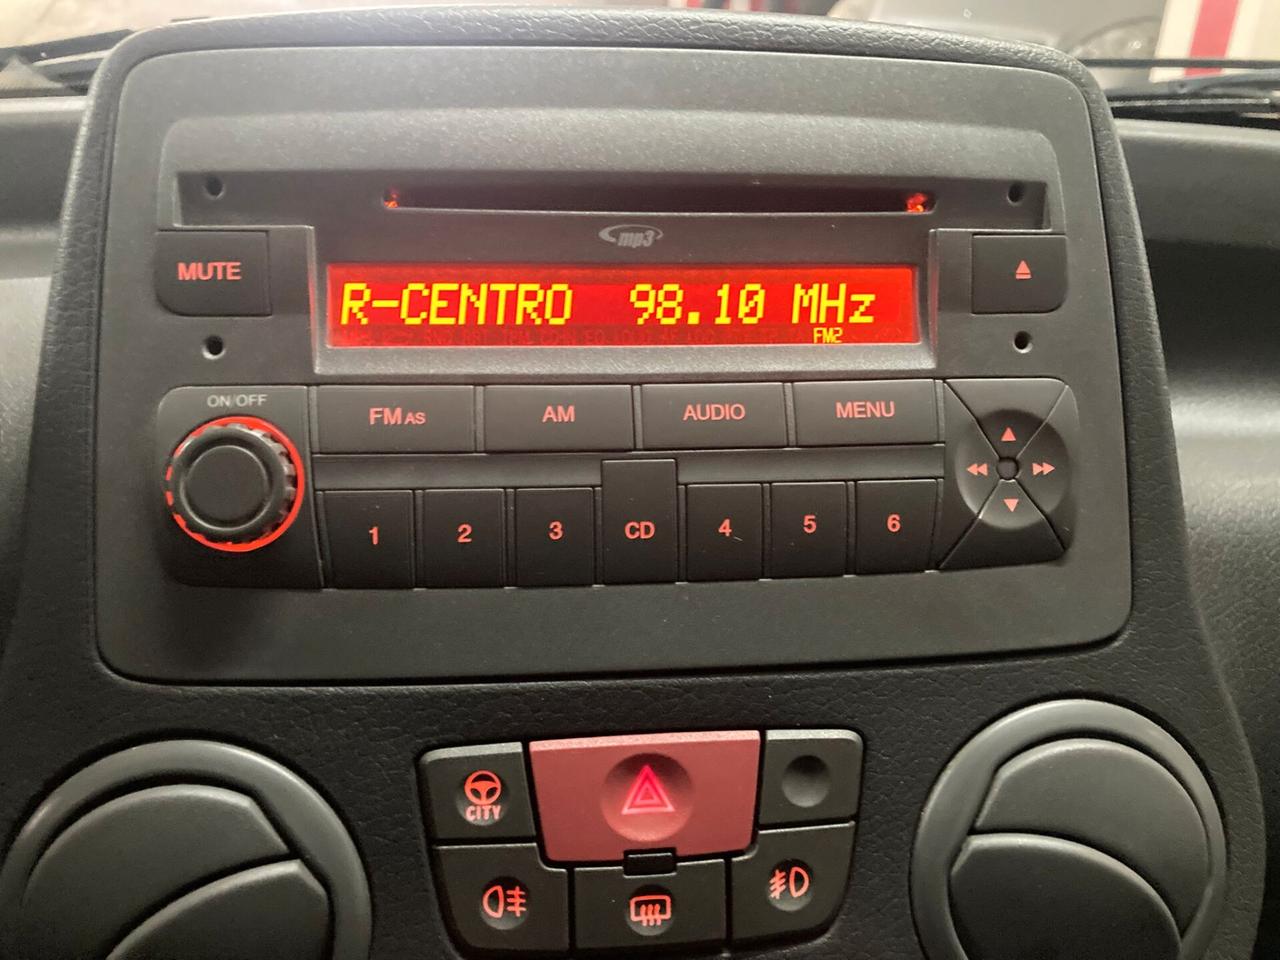 mp3
MUTE
R-CENTRO 98.10 MHz
FM2
ON/OFF
FM AS
AM
AUDIO
MENU
1
2
3
CD
4
5
6
CITY